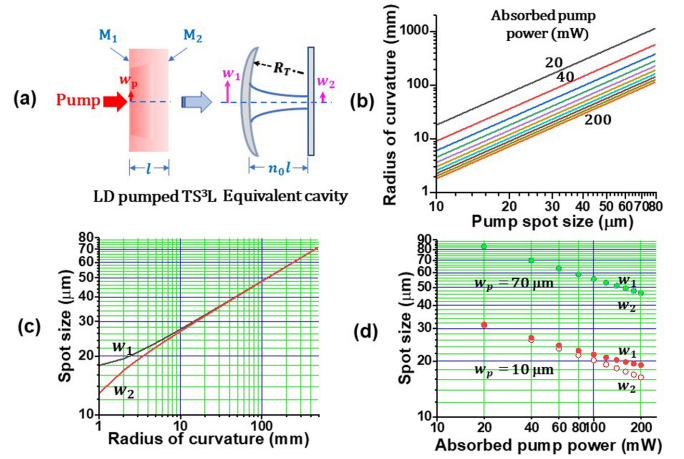 (a)
M₁
M₂
w_p
Pump
l
LD pumped TS³L
w₁
R_T
w₂
n₀l
Equivalent cavity
(b)
Radius of curvature (mm)
1000
100
10
1
Absorbed pump
power (mW)
20
40
200
10
20
30
40
50
60
70
80
Pump spot size (μm)
(c)
Spot size (μm)
80
70
60
50
40
30
20
10
w₁
w₂
1
10
100
Radius of curvature (mm)
(d)
Spot size (μm)
90
80
70
60
50
40
30
20
10
w_p = 70 μm
w₁
w₂
w_p = 10 μm
w₁
w₂
20
40
60
80
100
200
Absorbed pump power (mW)